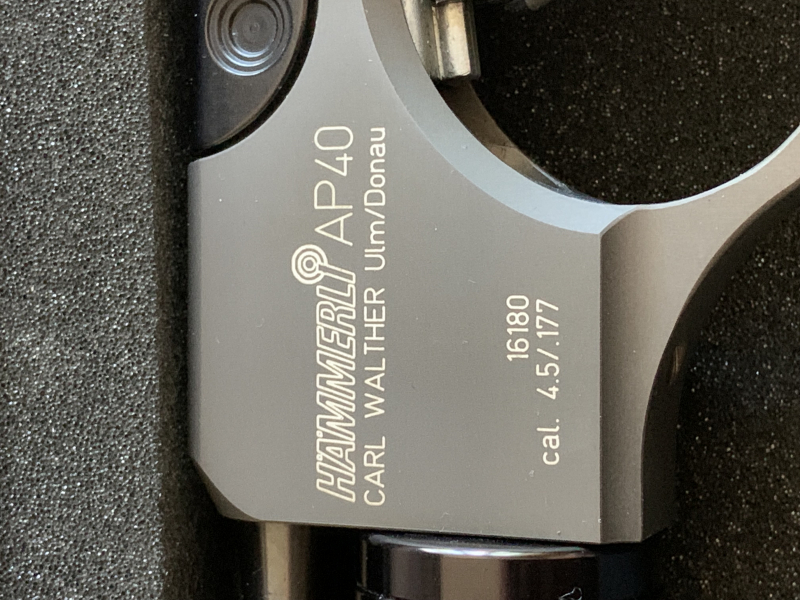 HÄMMERLI AP40
CARL WALTHER Ulm/Donau
16180
cal. 4.5/.177